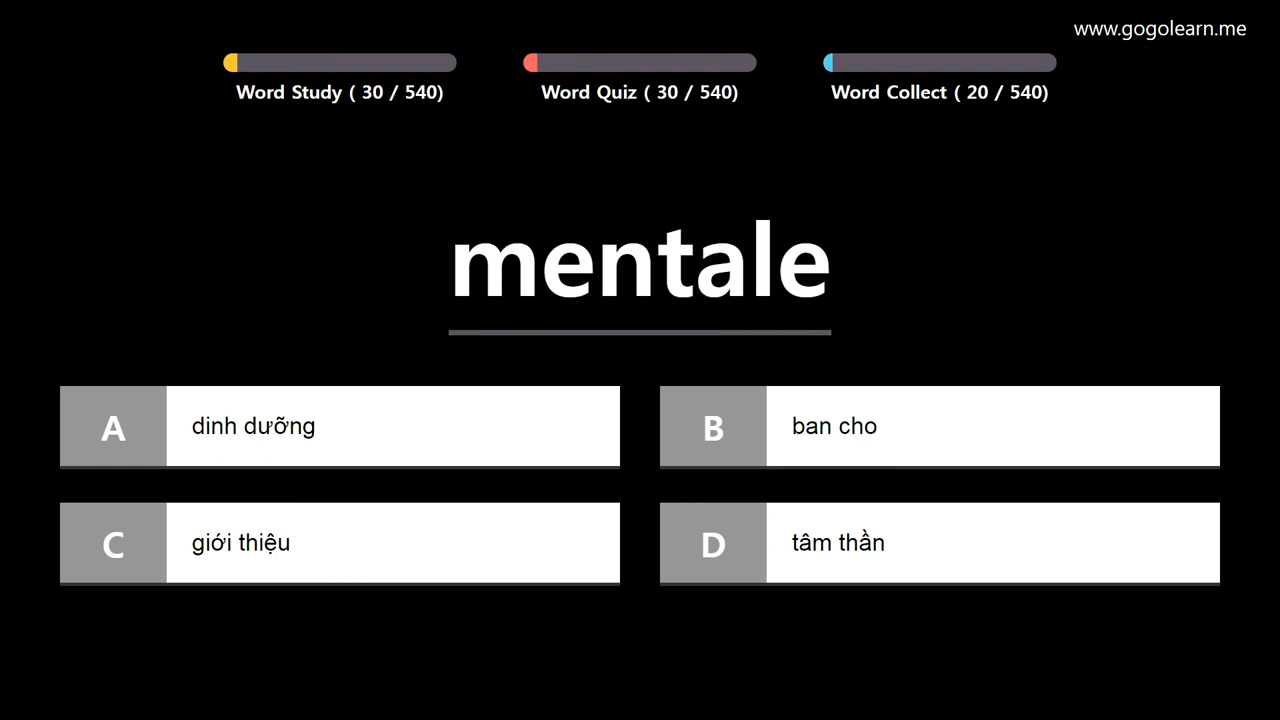 www.gogolearn.me
Word Study ( 30 / 540)
Word Quiz ( 30 / 540)
Word Collect ( 20 / 540)
mentale
A
dinh dưỡng
B
ban cho
C
giới thiệu
D
tâm thần